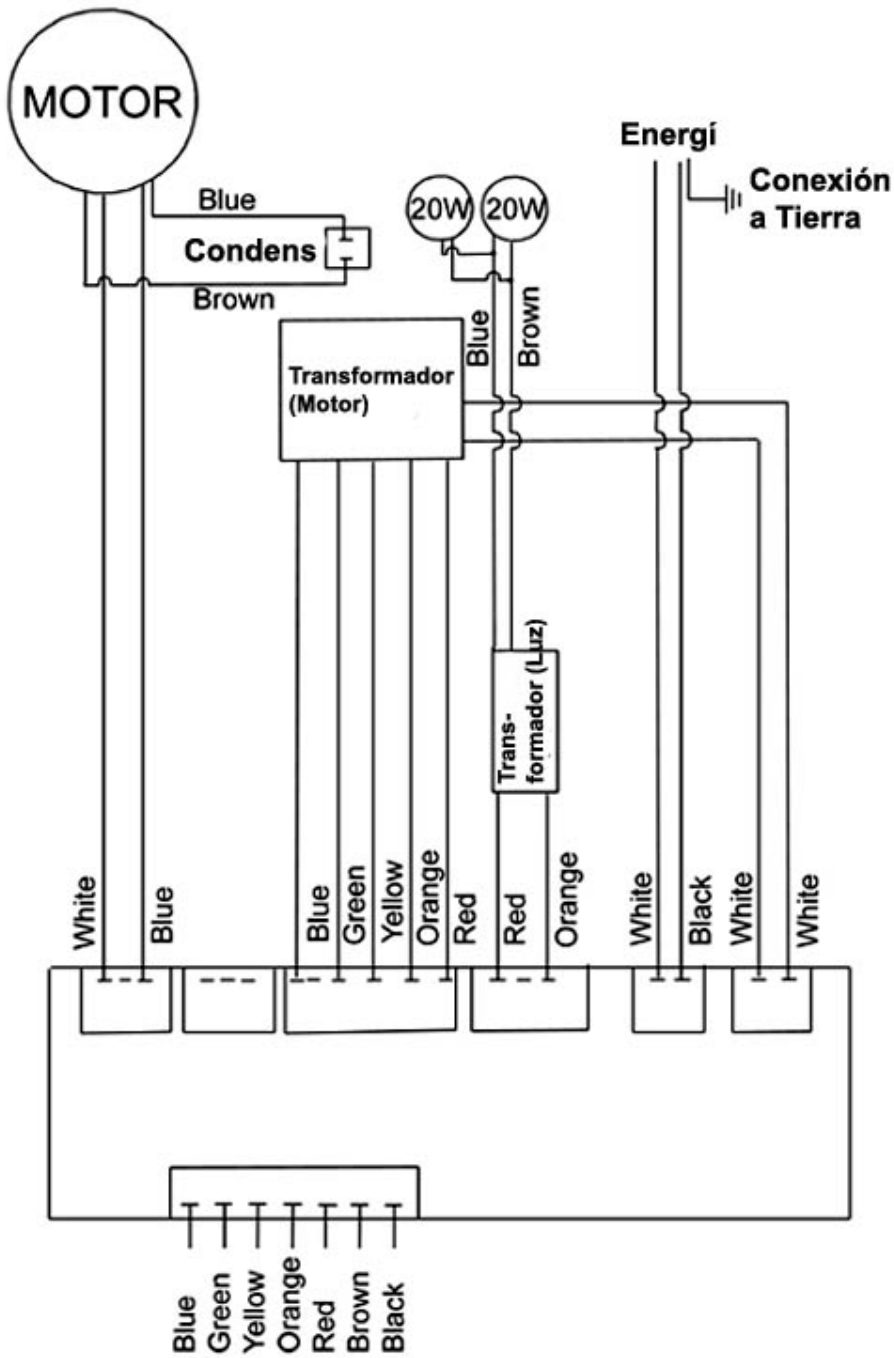 MOTOR
Energí
Conexión
a Tierra
20W
20W
Blue
Condens
Brown
Blue
Brown
Transformador
(Motor)
Trans-
formador (Luz)
White
Blue
Blue
Green
Yellow
Orange
Red
Red
Orange
White
Black
White
White
Blue
Green
Yellow
Orange
Red
Brown
Black